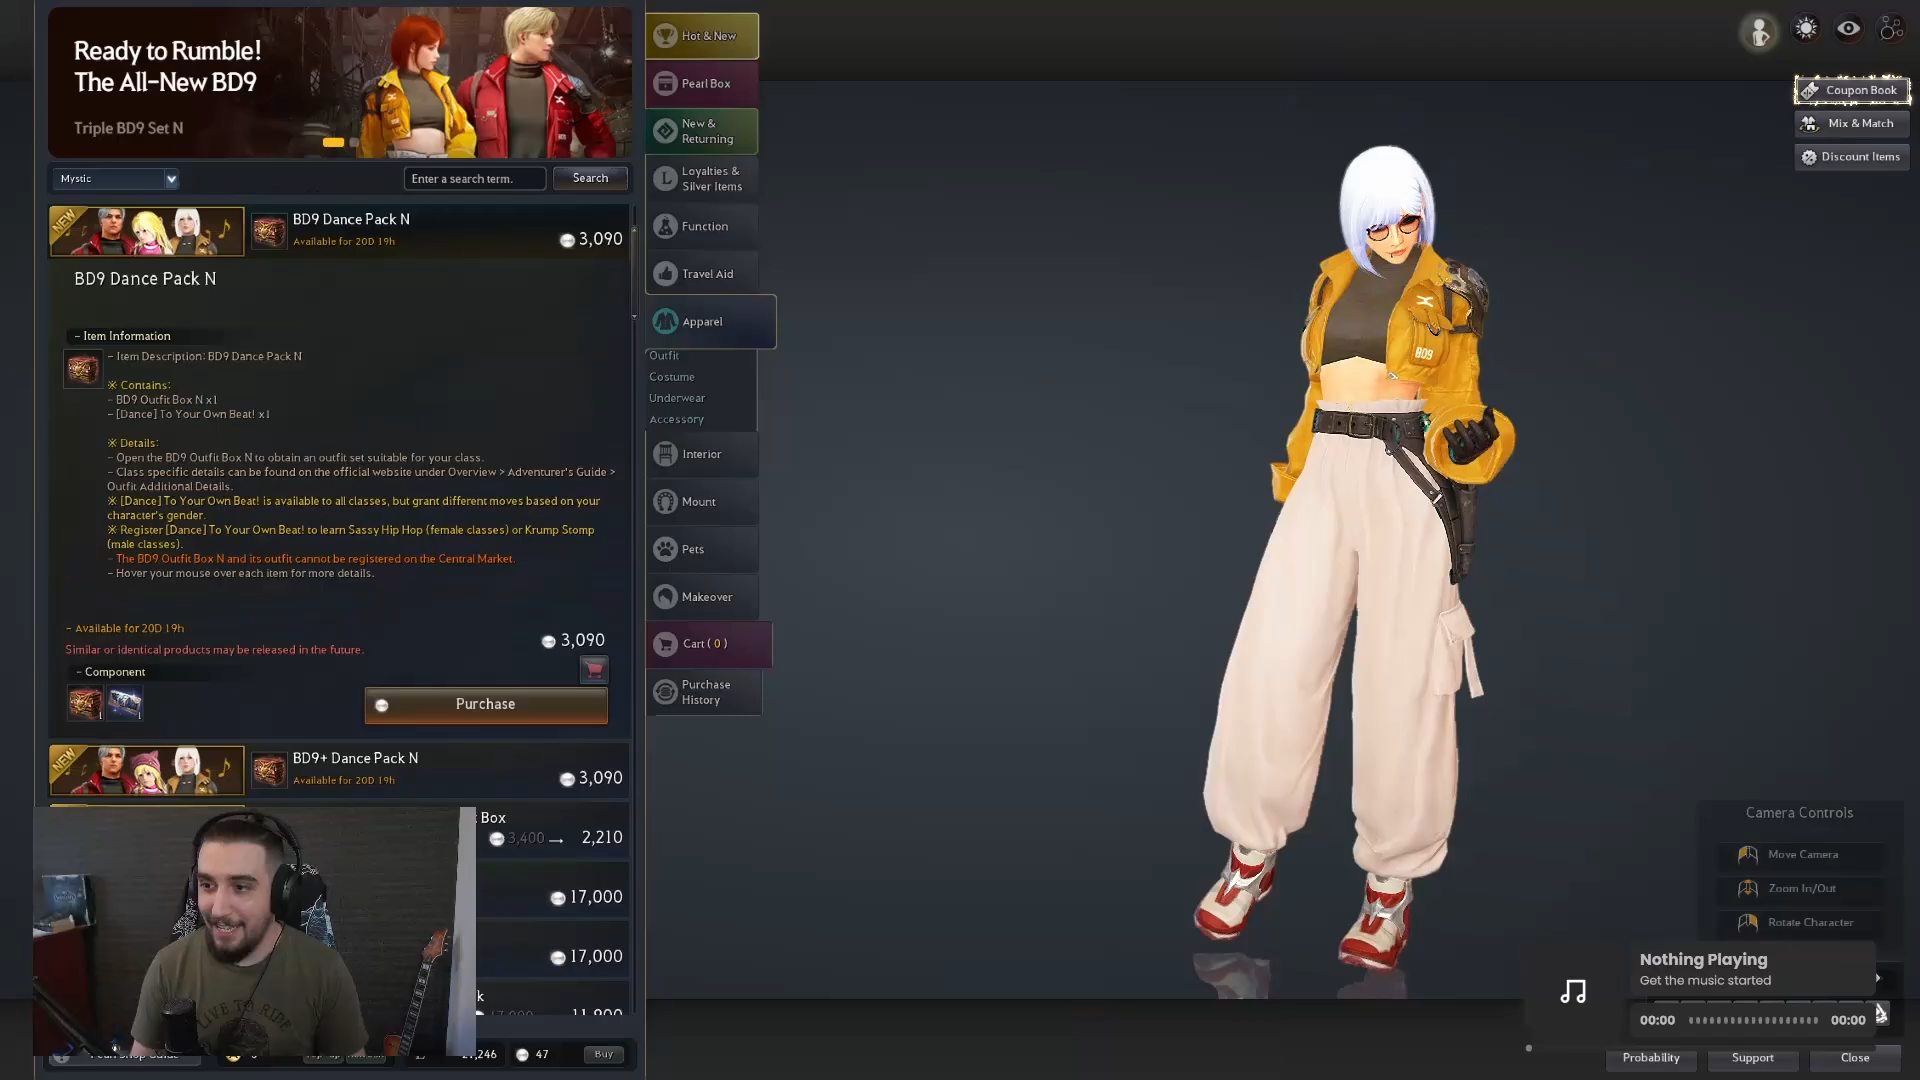 Ready to Rumble!
The All-New BD9
Triple BD9 Set N
Mystic
Enter a search term.
Search
NEW
BD9 Dance Pack N
Available for 20D 19h
3,090
BD9 Dance Pack N
- Item Information
- Item Description: BD9 Dance Pack N
※ Contains:
- BD9 Outfit Box N x1
- [Dance] To Your Own Beat! x1
※ Details:
- Open the BD9 Outfit Box N to obtain an outfit set suitable for your class.
- Class specific details can be found on the official website under Overview > Adventurer's Guide >
Outfit Additional Details.
※ [Dance] To Your Own Beat! is available to all classes, but grant different moves based on your
character's gender.
※ Register [Dance] To Your Own Beat! to learn Sassy Hip Hop (female classes) or Krump Stomp
(male classes).
- The BD9 Outfit Box N and its outfit cannot be registered on the Central Market.
- Hover your mouse over each item for more details.
- Available for 20D 19h
3,090
Similar or identical products may be released in the future.
- Component
1
1
Purchase
NEW
BD9+ Dance Pack N
Available for 20D 19h
3,090
Box
3,400 → 2,210
17,000
17,000
k
LIVE TO RIDE
47
Buy
Hot & New
Pearl Box
New &
Returning
Loyalties &
Silver Items
Function
Travel Aid
Apparel
Outfit
Costume
Underwear
Accessory
Interior
Mount
Pets
Makeover
Cart ( 0 )
Purchase
History
BD9
Coupon Book
Mix & Match
Discount Items
Camera Controls
Move Camera
Zoom In/Out
Rotate Character
Nothing Playing
Get the music started
00:00
00:00
Probability
Support
Close